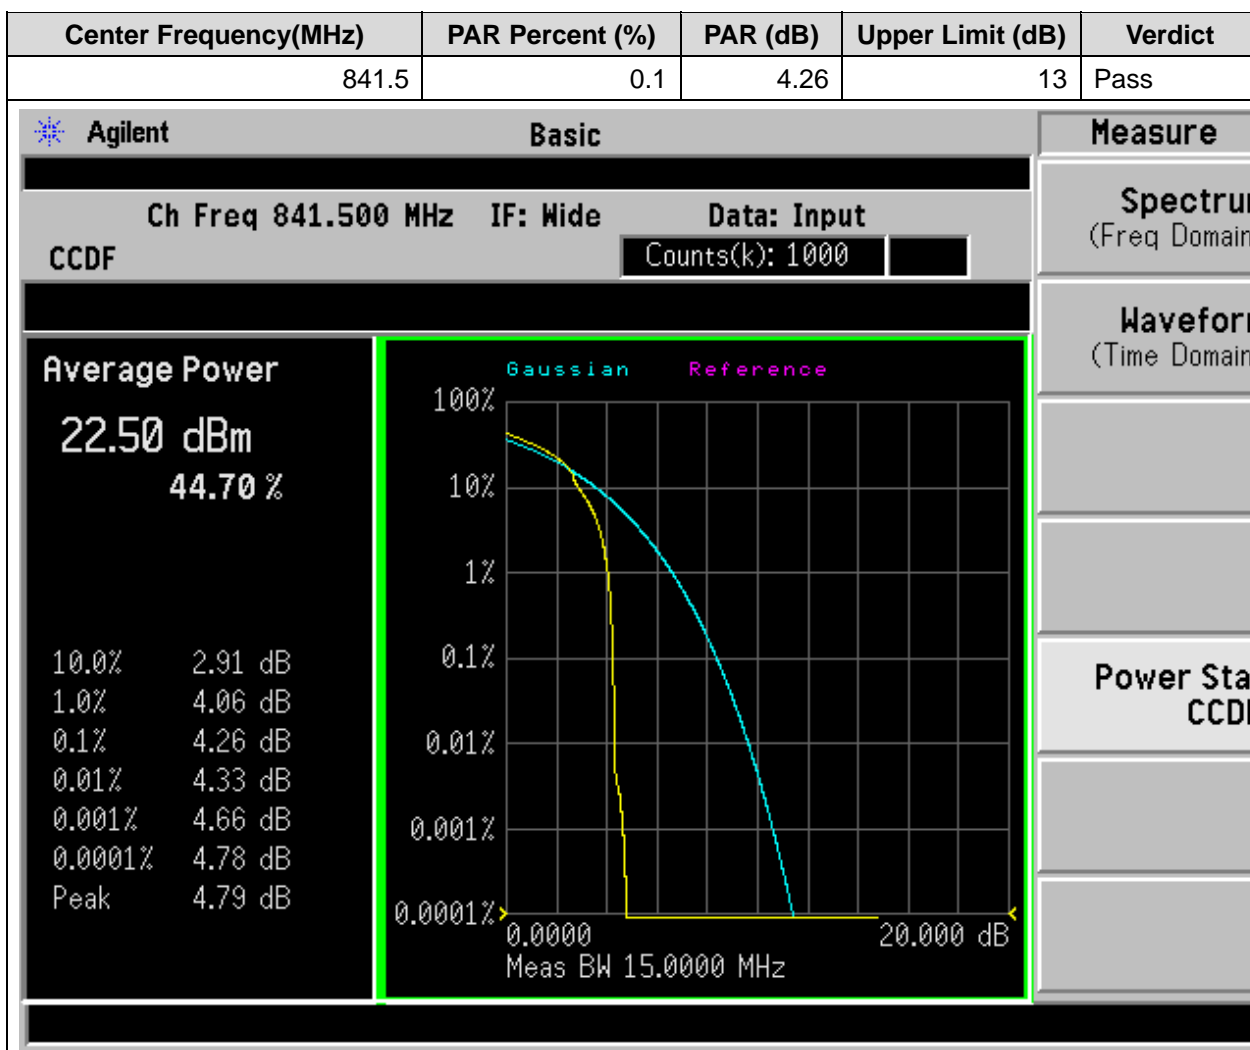 Center Frequency(MHz) PAR Percent (%) PAR (dB) Upper Limit (dB) Verdict
841.5 0.1 4.26 13 Pass
Agilent Basic Measure
Ch Freq 841.500 MHz IF: Wide Data: Input
CCDF Counts(k): 1000
Spectru
(Freq Domain
Wavefor
(Time Domain
Power Sta
CCD
Average Power
22.50 dBm
44.70 %
10.0% 2.91 dB
1.0% 4.06 dB
0.1% 4.26 dB
0.01% 4.33 dB
0.001% 4.66 dB
0.0001% 4.78 dB
Peak 4.79 dB
Gaussian Reference
100%
10%
1%
0.1%
0.01%
0.001%
0.0001%
0.0000 20.000 dB
Meas BW 15.0000 MHz